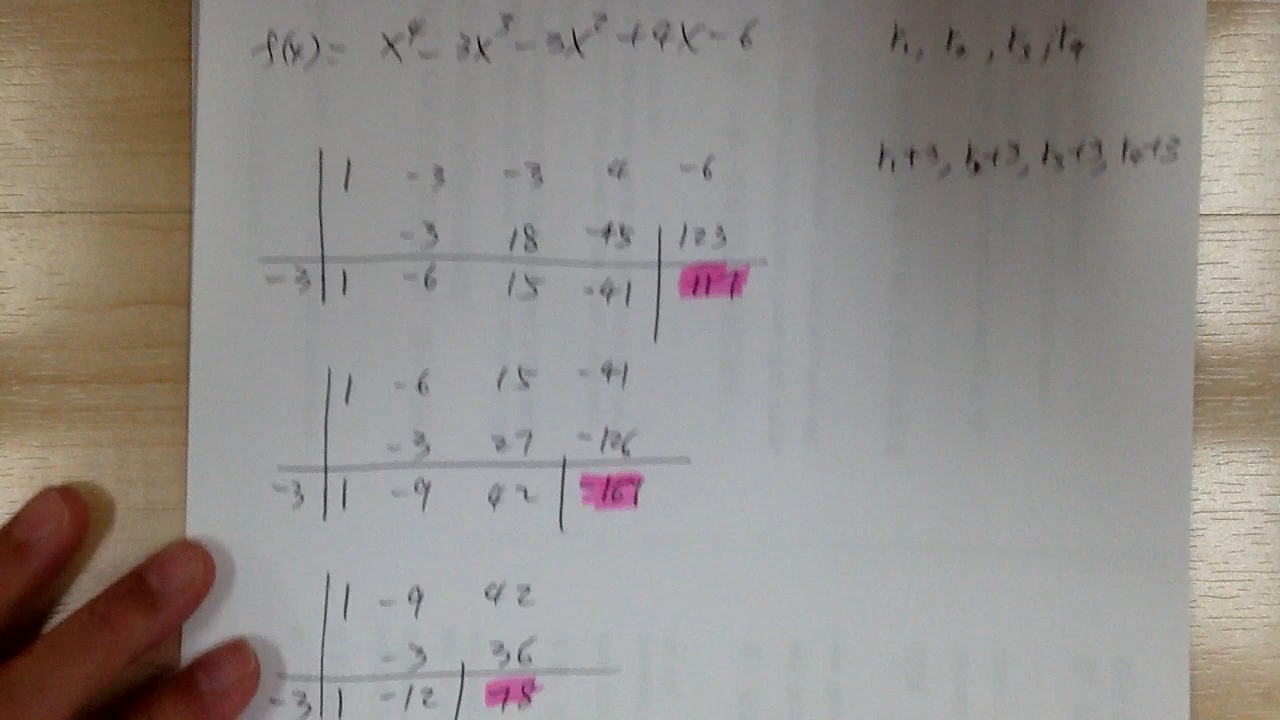 f(x) = x⁴ - 3x³ - 3x² + 4x - 6
r₁, r₂, r₃, r₄
r₁+3, r₂+3, r₃+3, r₄+3
1 -3 -3 4 -6
-3 18 -45 123
-3 1 -6 15 -41 117
1 -6 15 -41
-3 27 -126
-3 1 -9 42 -167
1 -9 42
-3 36
-3 1 -12 78